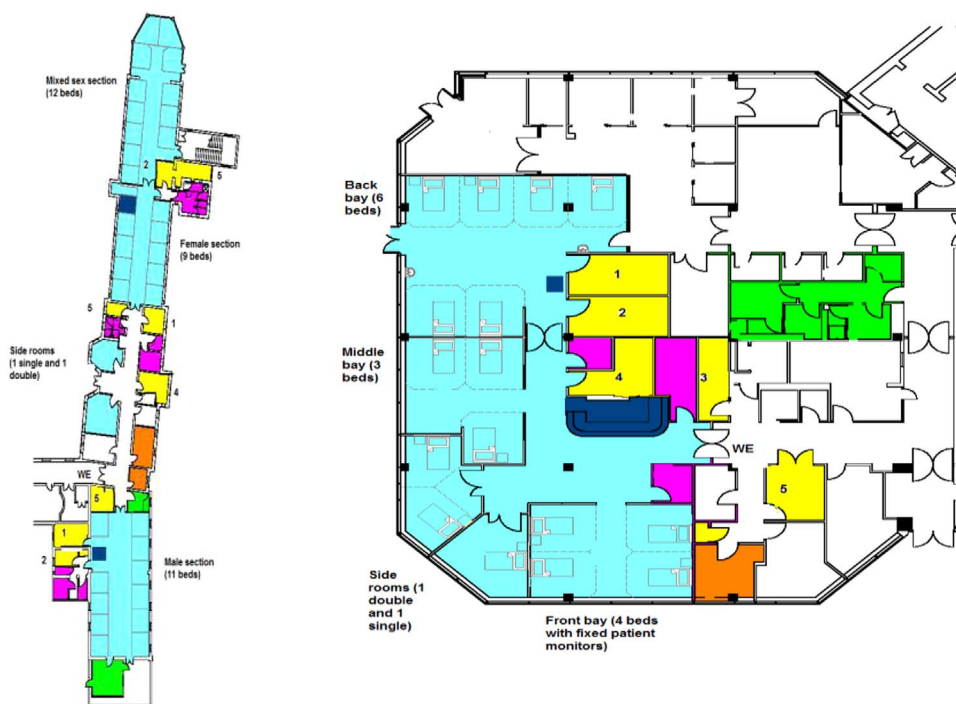 Mixed sex section
(12 beds)
2
5
Female section
(9 beds)
5
1
Side rooms
(1 single and 1
double)
4
WE
5
1
2
Male section
(11 beds)
Back
bay (6
beds)
1
2
Middle
bay (3
beds)
4
3
WE
5
Side
rooms (1
double
and 1
single)
Front bay (4 beds
with fixed patient
monitors)